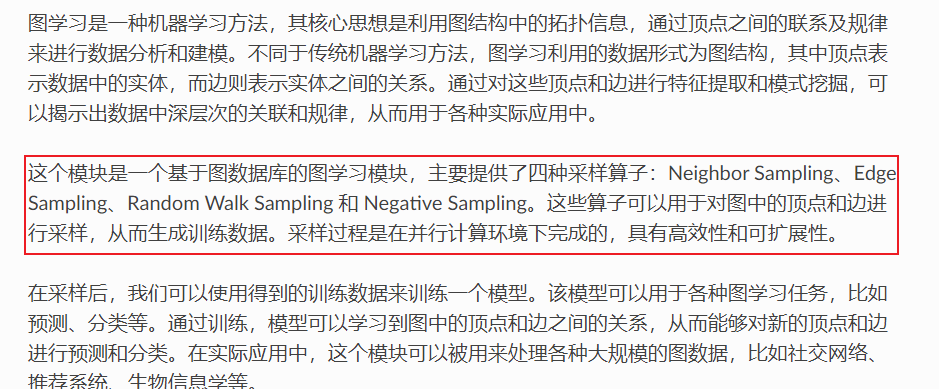 图学习是一种机器学习方法，其核心思想是利用图结构中的拓扑信息，通过顶点之间的联系及规律
来进行数据分析和建模。不同于传统机器学习方法，图学习利用的数据形式为图结构，其中顶点表
示数据中的实体，而边则表示实体之间的关系。通过对这些顶点和边进行特征提取和模式挖掘，可
以揭示出数据中深层次的关联和规律，从而用于各种实际应用中。
这个模块是一个基于图数据库的图学习模块，主要提供了四种采样算子：Neighbor Sampling、Edge
Sampling、Random Walk Sampling 和 Negative Sampling。这些算子可以用于对图中的顶点和边进
行采样，从而生成训练数据。采样过程是在并行计算环境下完成的，具有高效性和可扩展性。
在采样后，我们可以使用得到的训练数据来训练一个模型。该模型可以用于各种图学习任务，比如
预测、分类等。通过训练，模型可以学习到图中的顶点和边之间的关系，从而能够对新的顶点和边
进行预测和分类。在实际应用中，这个模块可以被用来处理各种大规模的图数据，比如社交网络、
推荐系统、生物信息学等。